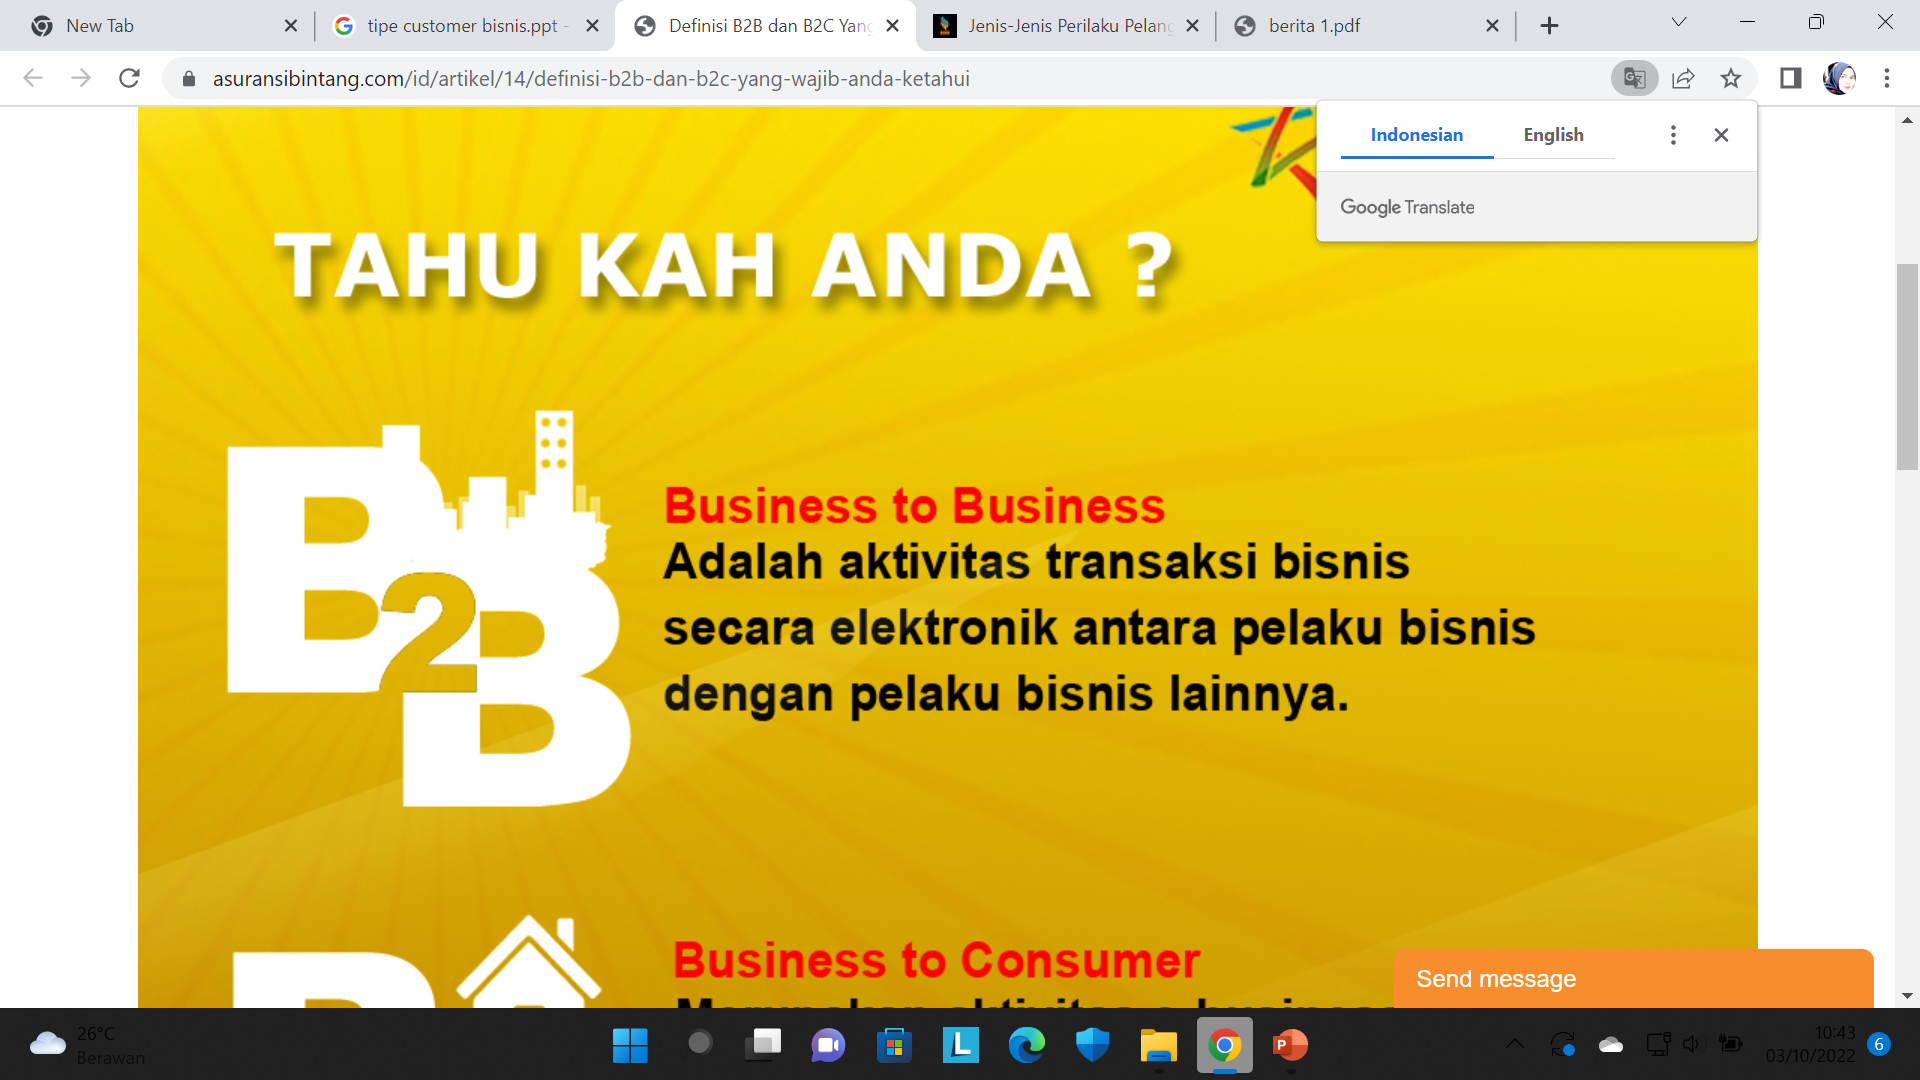 New Tab
tipe customer bisnis.ppt -
Definisi B2B dan B2C Yang
Jenis-Jenis Perilaku Pelang
berita 1.pdf
asuransibintang.com/id/artikel/14/definisi-b2b-dan-b2c-yang-wajib-anda-ketahui
Indonesian English
Google Translate
TAHU KAH ANDA ?
B2B
Business to Business
Adalah aktivitas transaksi bisnis
secara elektronik antara pelaku bisnis
dengan pelaku bisnis lainnya.
Business to Consumer
Send message
26°C
Berawan
10:43
03/10/2022
6